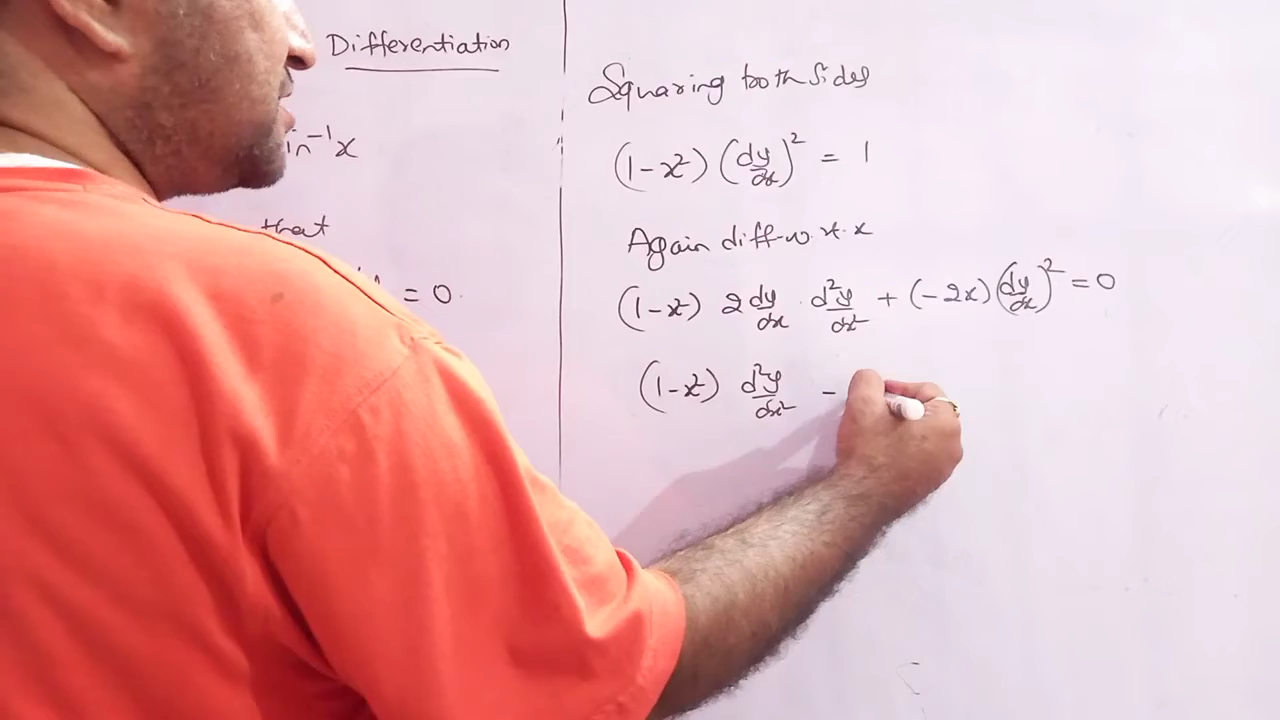 Differentiation
in⁻¹x
that
= 0.
Squaring both Sides
(1-x²) (dy/dx)² = 1
Again diff. w.r.t. x
(1-x²) 2 dy/dx . d²y/dx² + (-2x) (dy/dx)² = 0
(1-x²) d²y/dx² -